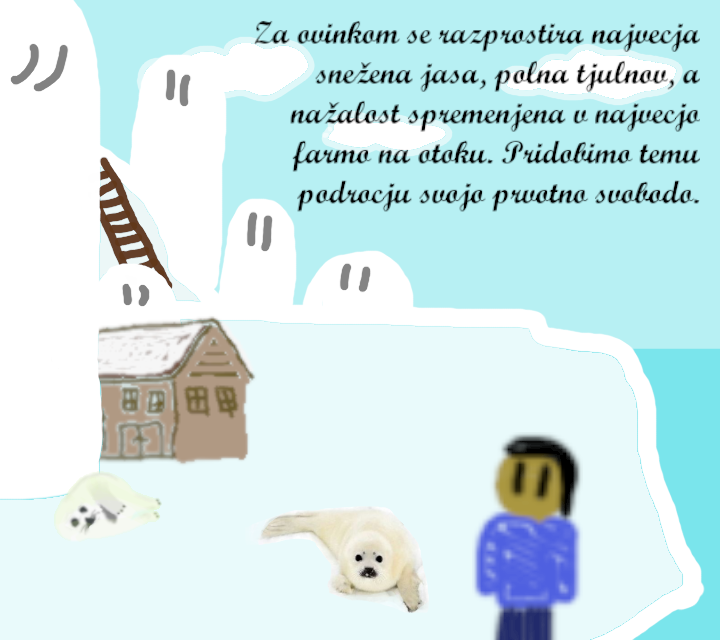 Za ovinkom se razprostira najvecja
snežena jasa, polna tjulnov, a
nažalost spremenjena v najvecjo
farmo na otoku. Pridobimo temu
podrocju svojo prvotno svobodo.